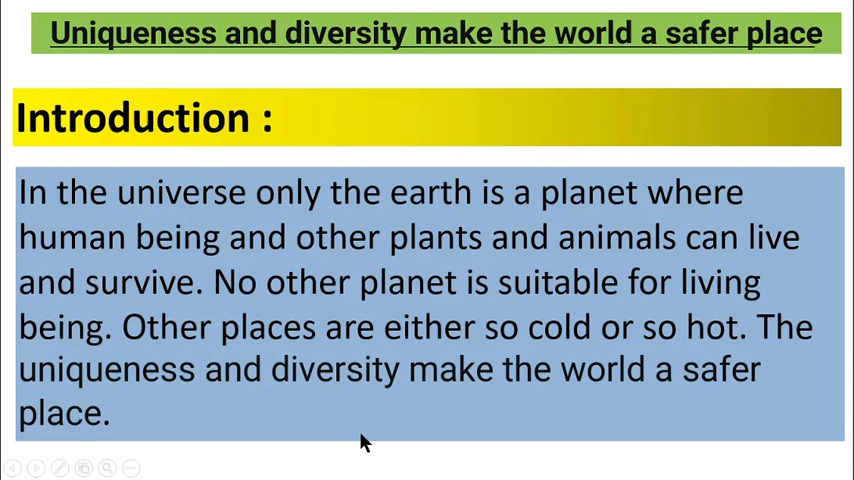 Uniqueness and diversity make the world a safer place
Introduction :
In the universe only the earth is a planet where
human being and other plants and animals can live
and survive. No other planet is suitable for living
being. Other places are either so cold or so hot. The
uniqueness and diversity make the world a safer
place.